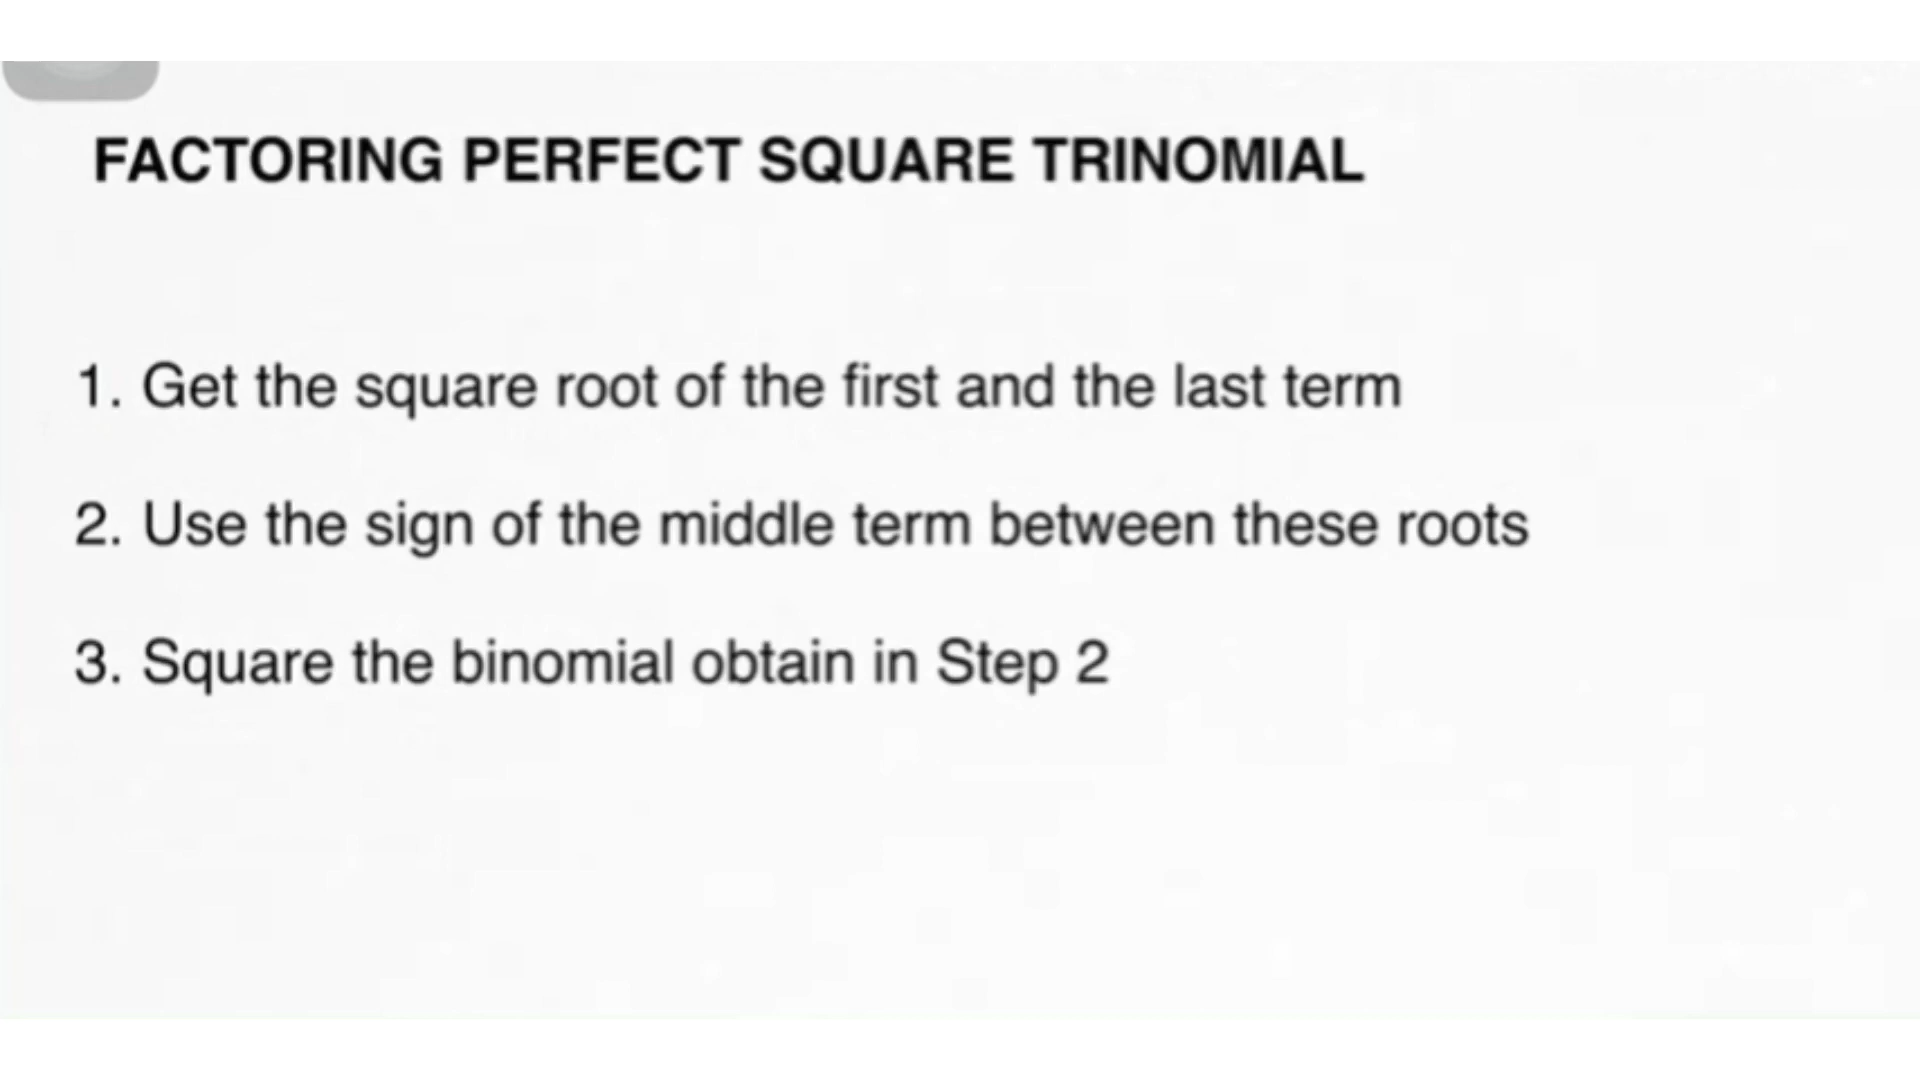 FACTORING PERFECT SQUARE TRINOMIAL
1. Get the square root of the first and the last term
2. Use the sign of the middle term between these roots
3. Square the binomial obtain in Step 2